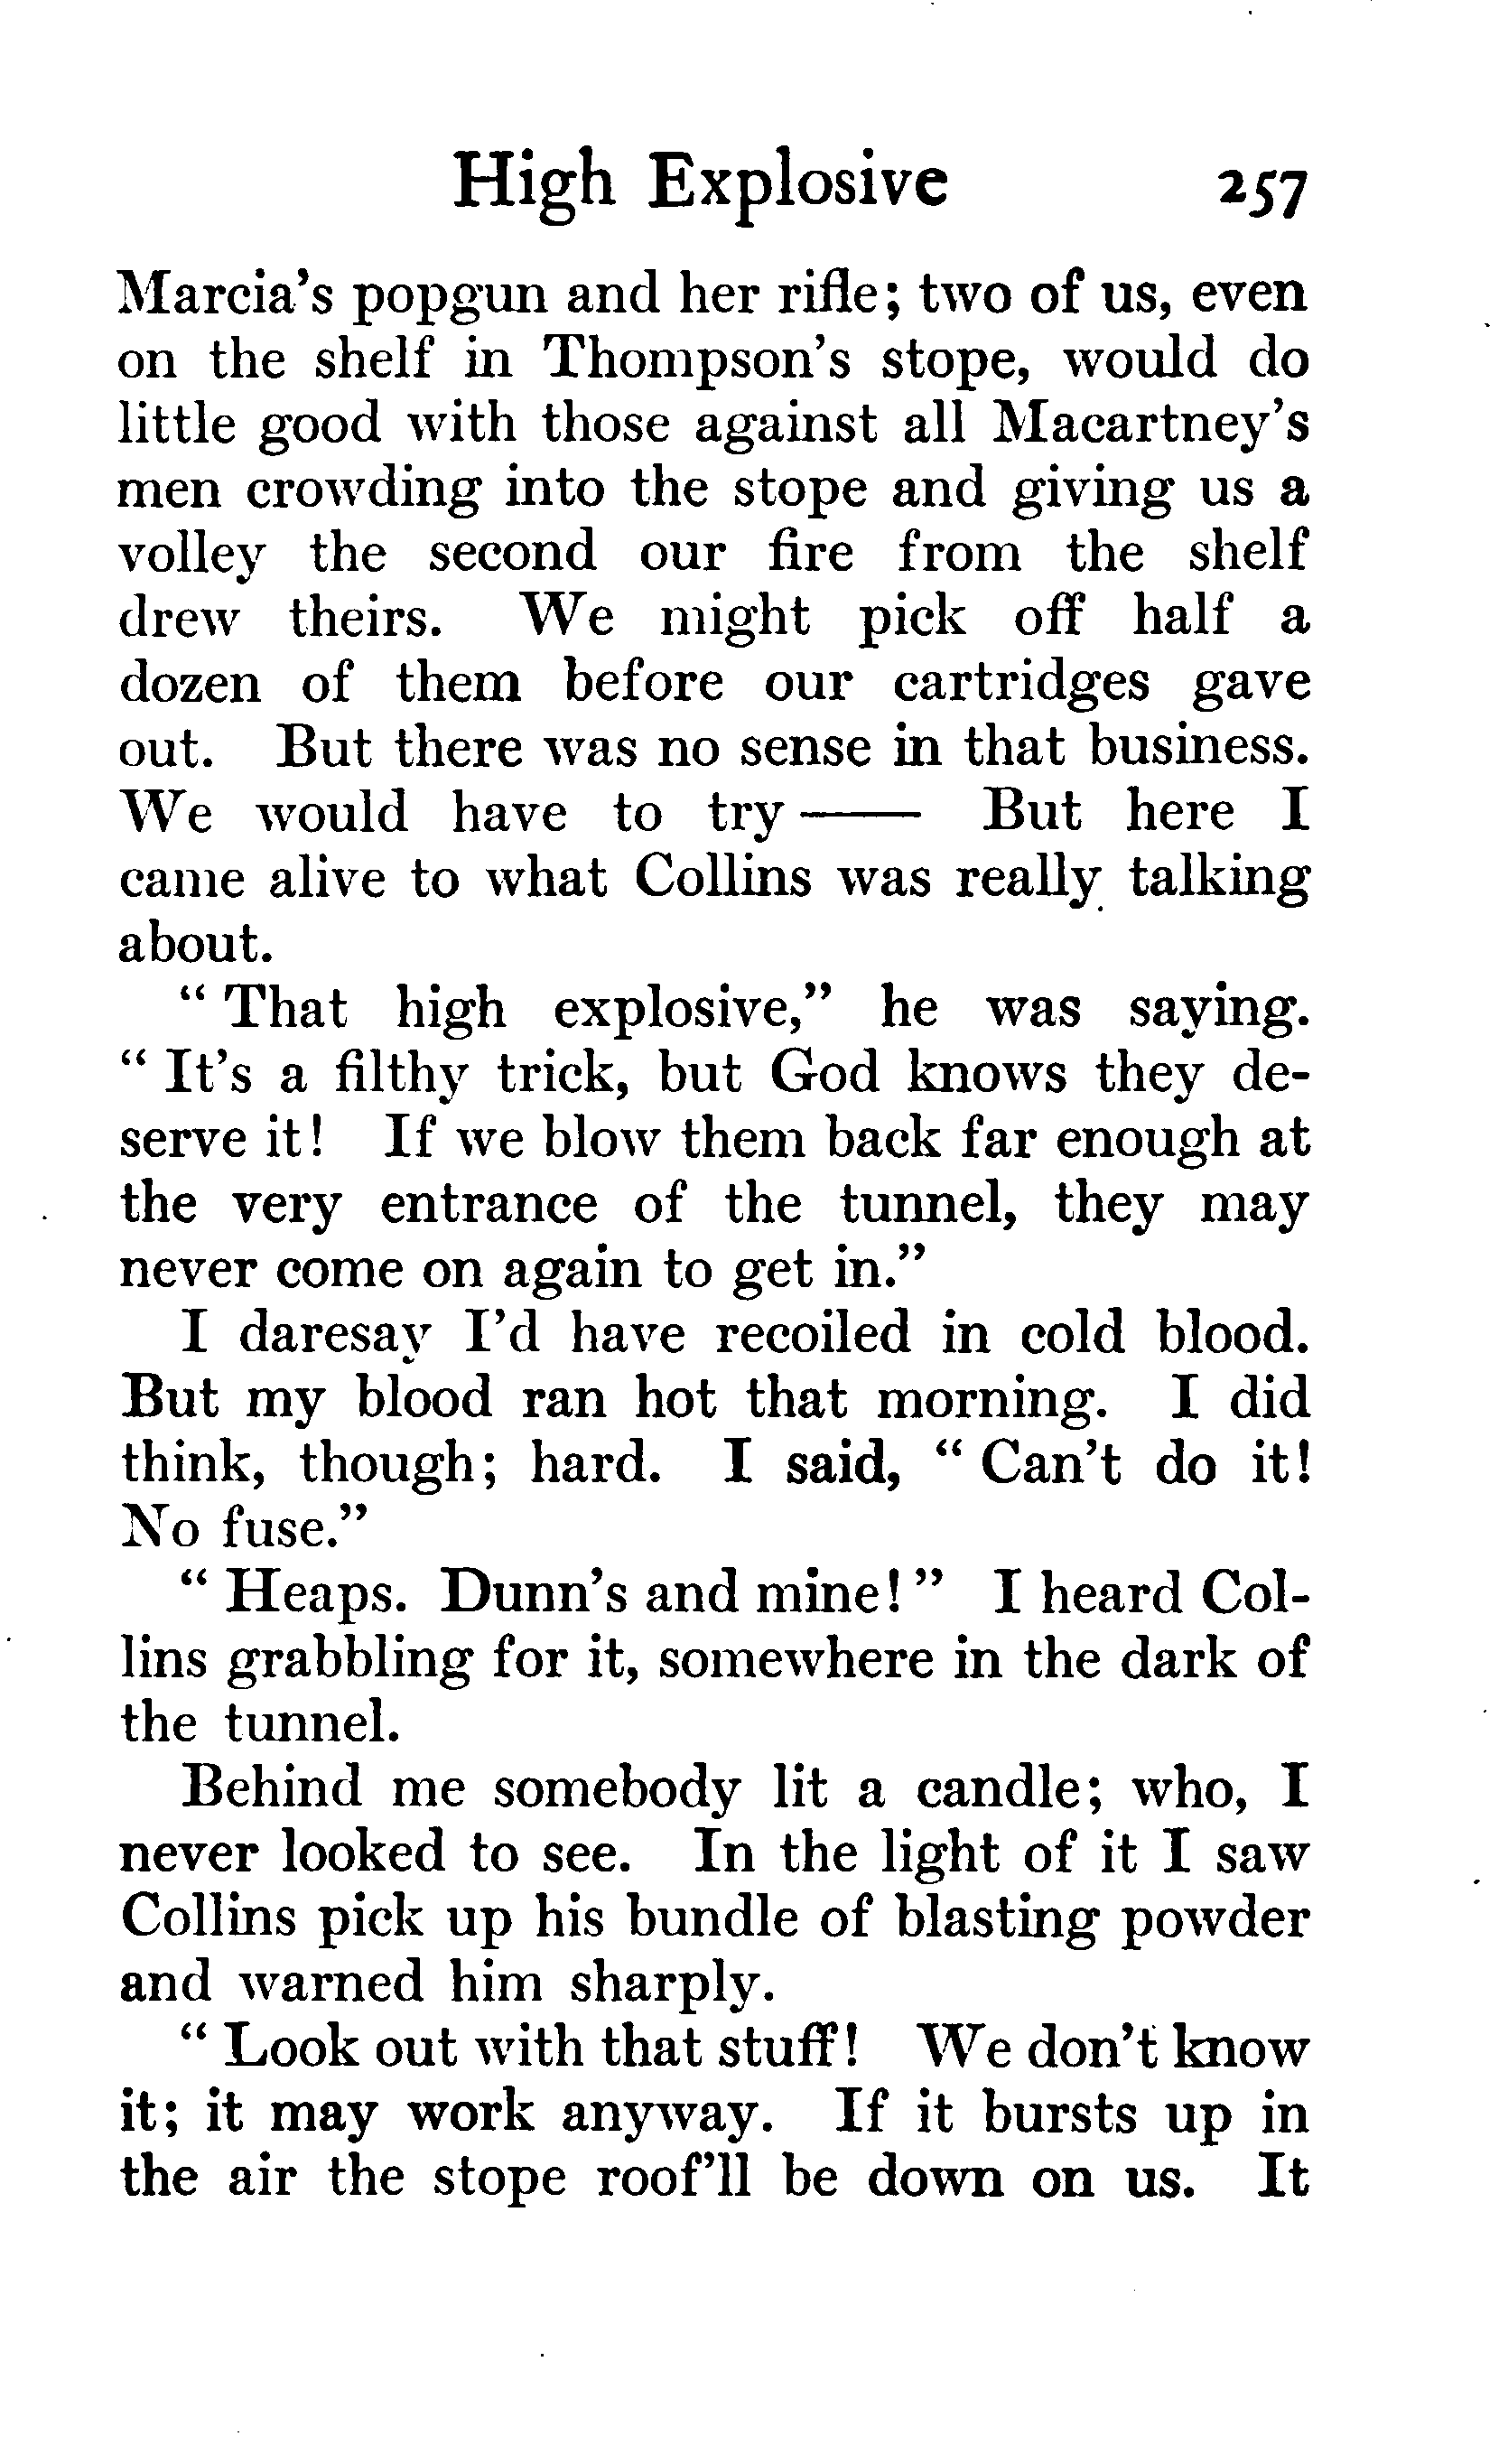 High Explosive 257
Marcia's popgun and her rifle; two of us, even
on the shelf in Thompson's stope, would do
little good with those against all Macartney's
men crowding into the stope and giving us a
volley the second our fire from the shelf
drew theirs. We might pick off half a
dozen of them before our cartridges gave
out. But there was no sense in that business.
We would have to try —— But here I
came alive to what Collins was really talking
about.
"That high explosive," he was saying.
"It's a filthy trick, but God knows they de-
serve it! If we blow them back far enough at
the very entrance of the tunnel, they may
never come on again to get in."
I daresay I'd have recoiled in cold blood.
But my blood ran hot that morning. I did
think, though; hard. I said, "Can't do it!
No fuse."
"Heaps. Dunn's and mine!" I heard Col-
lins grabbling for it, somewhere in the dark of
the tunnel.
Behind me somebody lit a candle; who, I
never looked to see. In the light of it I saw
Collins pick up his bundle of blasting powder
and warned him sharply.
"Look out with that stuff! We don't know
it; it may work anyway. If it bursts up in
the air the stope roof'll be down on us. It